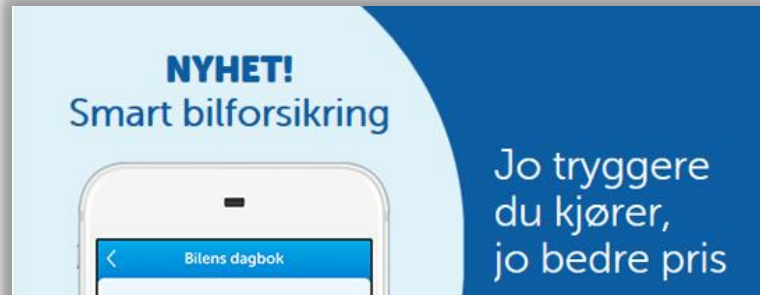 NYHET!
Smart bilforsikring
Bilens dagbok
Jo tryggere
du kjører,
jo bedre pris